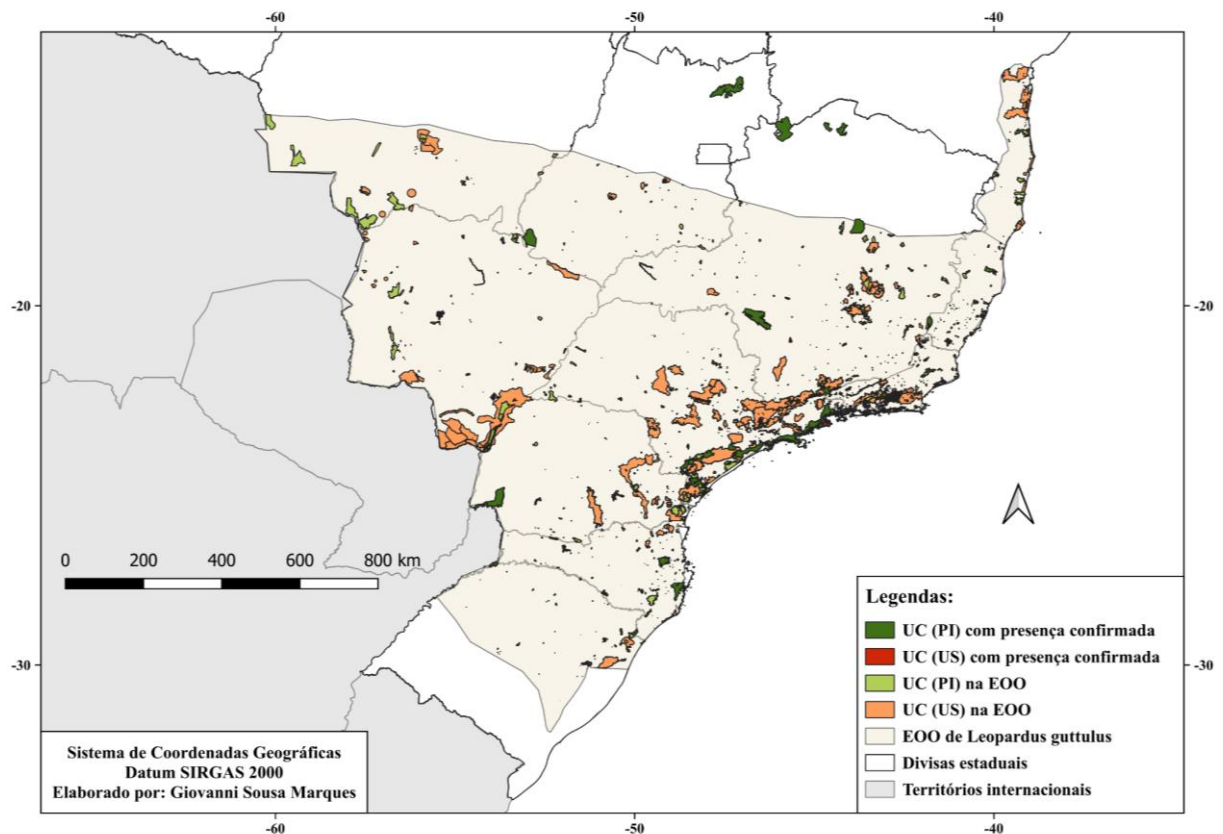 -60 -50 -40
-20 -20
-30 -30
0 200 400 600 800 km
Legendas:
UC (PI) com presença confirmada
UC (US) com presença confirmada
UC (PI) na EOO
UC (US) na EOO
EOO de Leopardus guttulus
Divisas estaduais
Territórios internacionais
Sistema de Coordenadas Geográficas
Datum SIRGAS 2000
Elaborado por: Giovanni Sousa Marques
-60 -50 -40